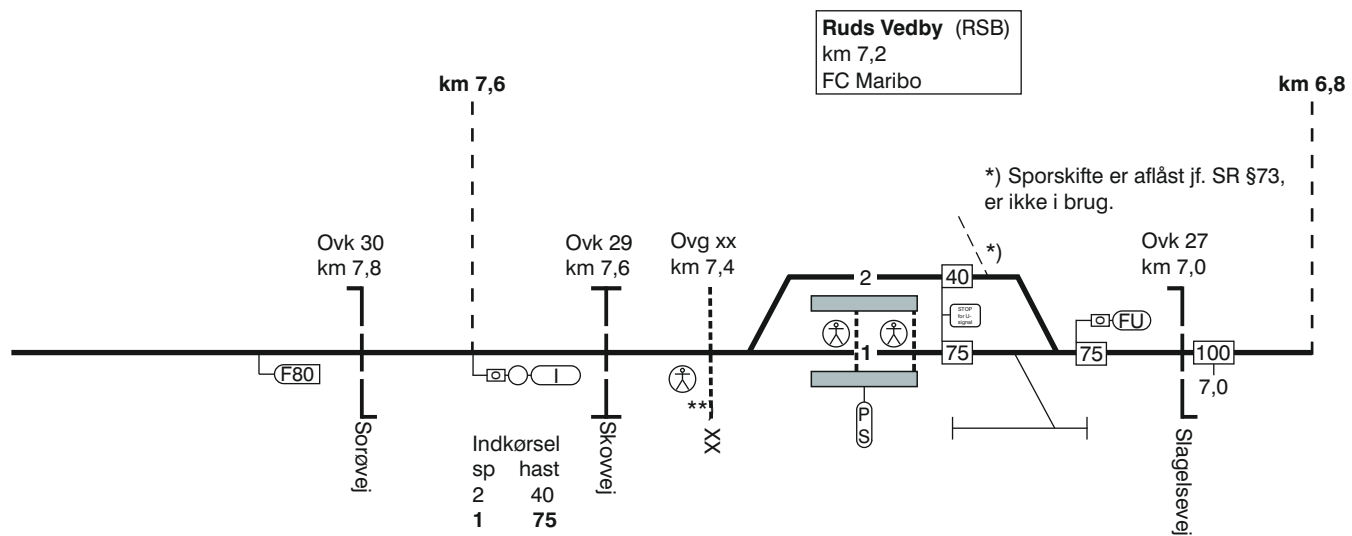 Ruds Vedby (RSB)
km 7,2
FC Maribo
km 7,6
km 6,8
*) Sporskifte er aflåst jf. SR §73,
er ikke i brug.
Ovk 30
km 7,8
Ovk 29
km 7,6
Ovg xx
km 7,4
*)
Ovk 27
km 7,0
2
40
STOP
for U-
signal
FU
1
75
75
100
7,0
F80
I
**
P
S
Sorøvej
Skovvej
XX
Slagelsevej
Indkørsel
sp hast
2 40
1 75